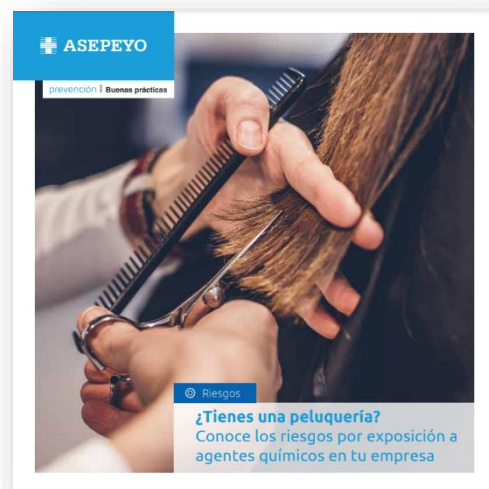 ASEPEYO
prevención | Buenas prácticas
Riesgos
¿Tienes una peluquería?
Conoce los riesgos por exposición a
agentes químicos en tu empresa